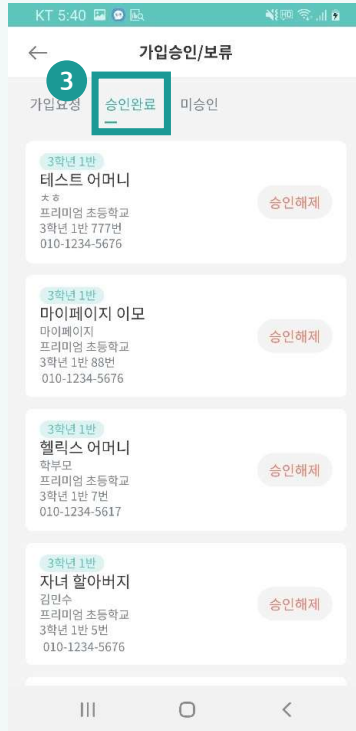 KT 5:40
가입승인/보류
3
가입요청 승인완료 미승인
3학년 1반
테스트 어머니
ㅊㅎ
프리미엄 초등학교
3학년 1반 777번
010-1234-5676
승인해제
3학년 1반
마이페이지 이모
마이페이지
프리미엄 초등학교
3학년 1반 88번
010-1234-5676
승인해제
3학년 1반
헬릭스 어머니
학부모
프리미엄 초등학교
3학년 1반 7번
010-1234-5617
승인해제
3학년 1반
자녀 할아버지
김민수
프리미엄 초등학교
3학년 1반 5번
010-1234-5676
승인해제